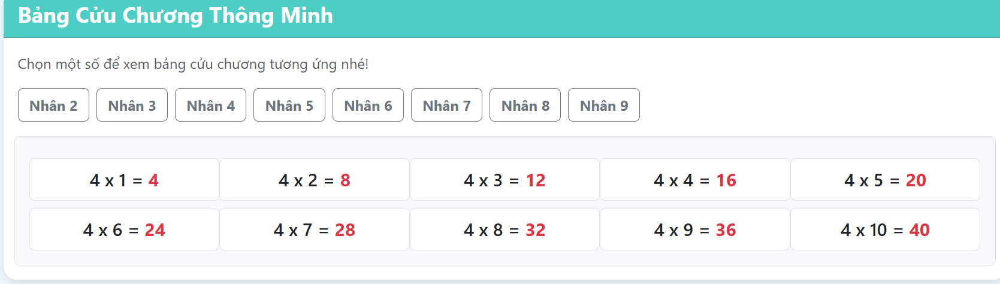 Bảng Cửu Chương Thông Minh
Chọn một số để xem bảng cửu chương tương ứng nhé!
Nhân 2 Nhân 3 Nhân 4 Nhân 5 Nhân 6 Nhân 7 Nhân 8 Nhân 9
4 x 1 = 4 4 x 2 = 8 4 x 3 = 12 4 x 4 = 16 4 x 5 = 20
4 x 6 = 24 4 x 7 = 28 4 x 8 = 32 4 x 9 = 36 4 x 10 = 40